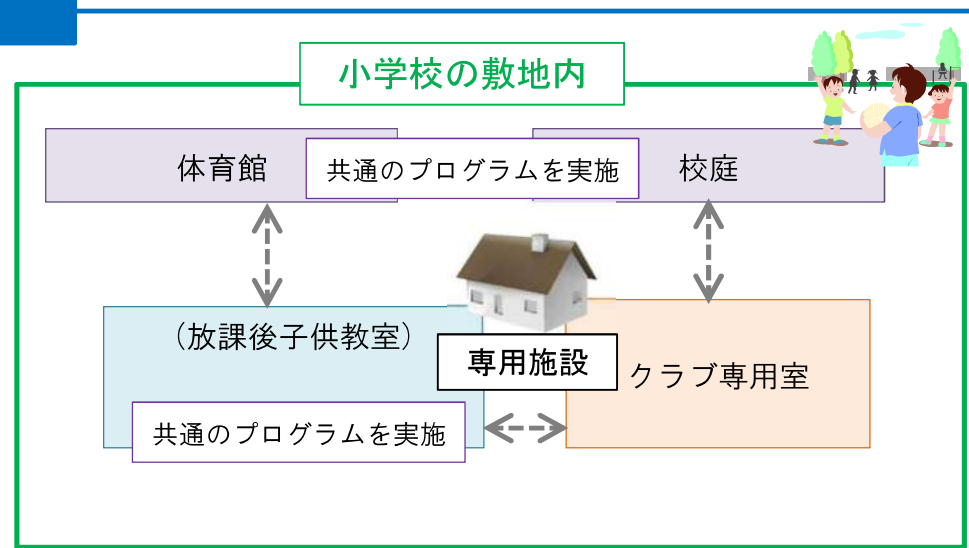 小学校の敷地内
体育館
共通のプログラムを実施
校庭
（放課後子供教室）
専用施設
クラブ専用室
共通のプログラムを実施